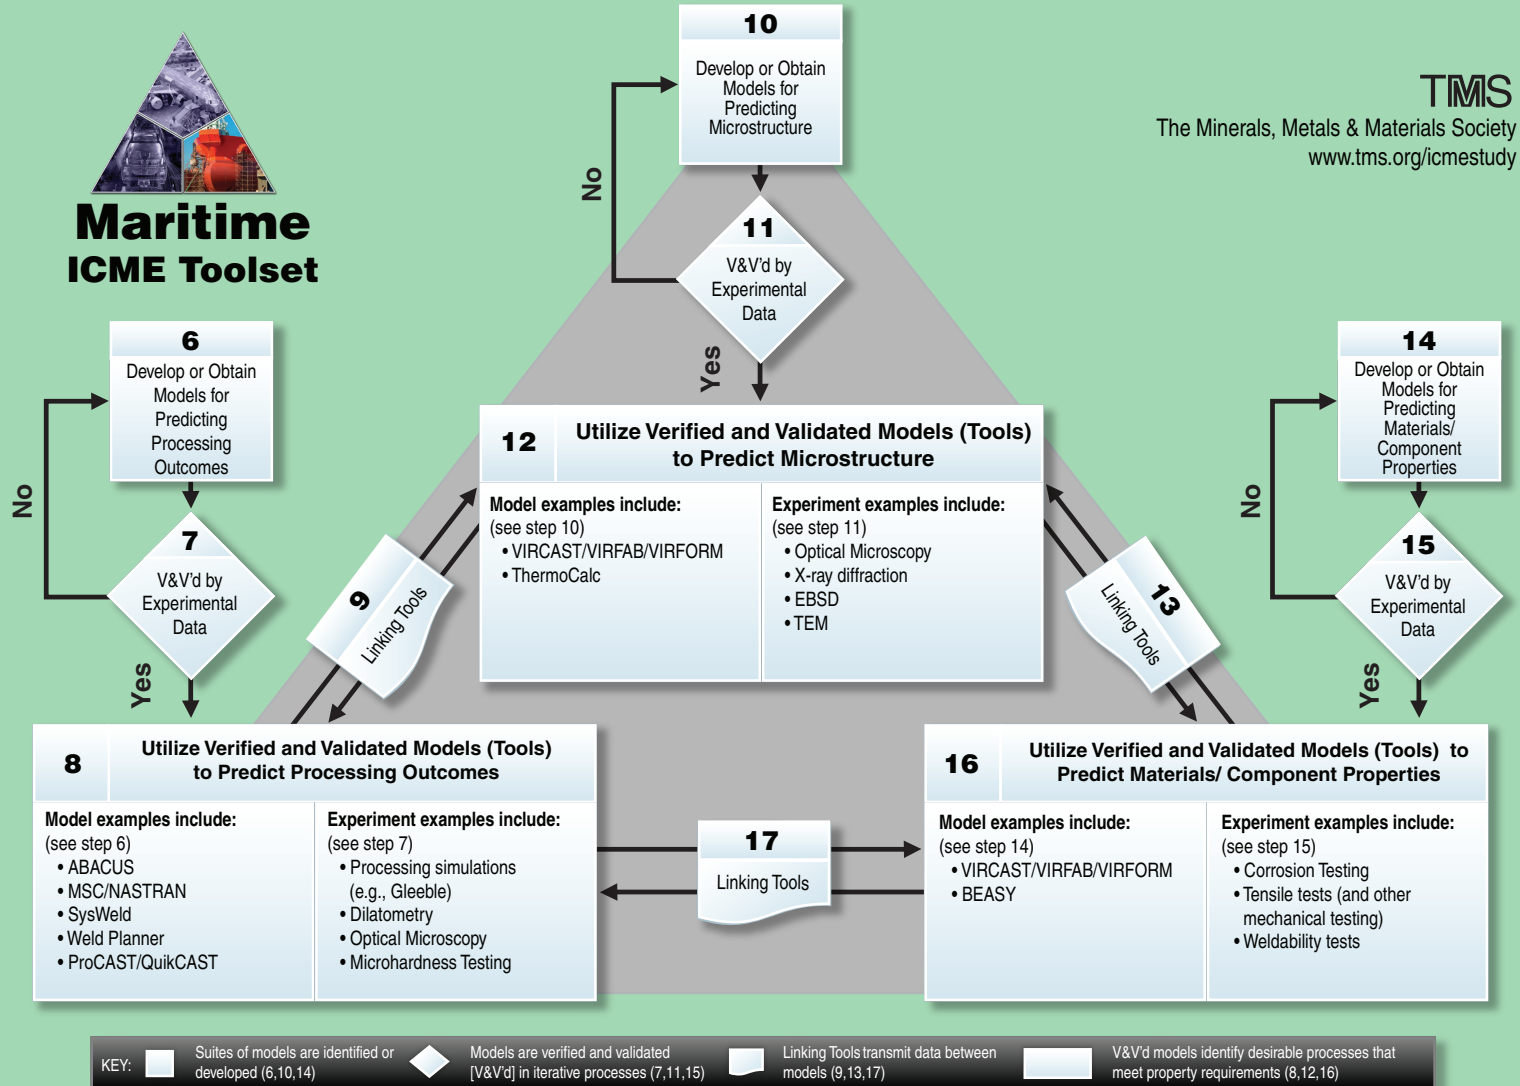 Maritime
ICME Toolset
TMS
The Minerals, Metals & Materials Society
www.tms.org/icmestudy
10
Develop or Obtain
Models for
Predicting
Microstructure
No
11
V&V'd by
Experimental
Data
Yes
6
Develop or Obtain
Models for
Predicting
Processing
Outcomes
No
7
V&V'd by
Experimental
Data
Yes
14
Develop or Obtain
Models for
Predicting
Materials/
Component
Properties
No
15
V&V'd by
Experimental
Data
Yes
12
Utilize Verified and Validated Models (Tools)
to Predict Microstructure
Model examples include:
(see step 10)
• VIRCAST/VIRFAB/VIRFORM
• ThermoCalc
Experiment examples include:
(see step 11)
• Optical Microscopy
• X-ray diffraction
• EBSD
• TEM
9
Linking Tools
13
Linking Tools
8
Utilize Verified and Validated Models (Tools)
to Predict Processing Outcomes
Model examples include:
(see step 6)
• ABACUS
• MSC/NASTRAN
• SysWeld
• Weld Planner
• ProCAST/QuikCAST
Experiment examples include:
(see step 7)
• Processing simulations
(e.g., Gleeble)
• Dilatometry
• Optical Microscopy
• Microhardness Testing
17
Linking Tools
16
Utilize Verified and Validated Models (Tools) to
Predict Materials/ Component Properties
Model examples include:
(see step 14)
• VIRCAST/VIRFAB/VIRFORM
• BEASY
Experiment examples include:
(see step 15)
• Corrosion Testing
• Tensile tests (and other
mechanical testing)
• Weldability tests
KEY:
Suites of models are identified or
developed (6,10,14)
Models are verified and validated
[V&V'd] in iterative processes (7,11,15)
Linking Tools transmit data between
models (9,13,17)
V&V'd models identify desirable processes that
meet property requirements (8,12,16)